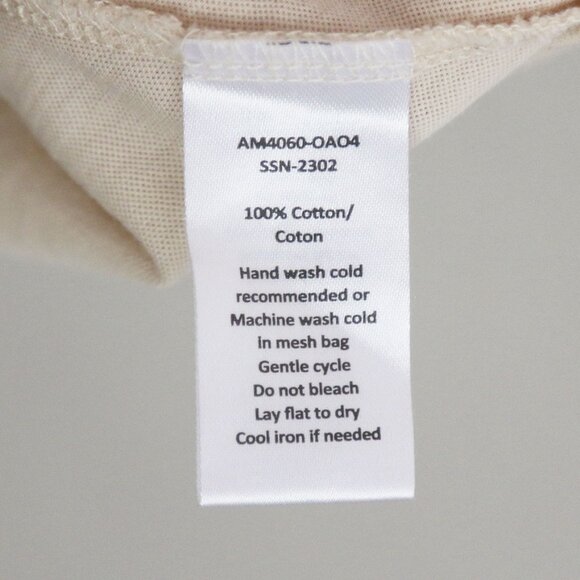 AM4060-OAO4
SSN-2302
100% Cotton/
Coton
Hand wash cold
recommended or
Machine wash cold
in mesh bag
Gentle cycle
Do not bleach
Lay flat to dry
Cool iron if needed